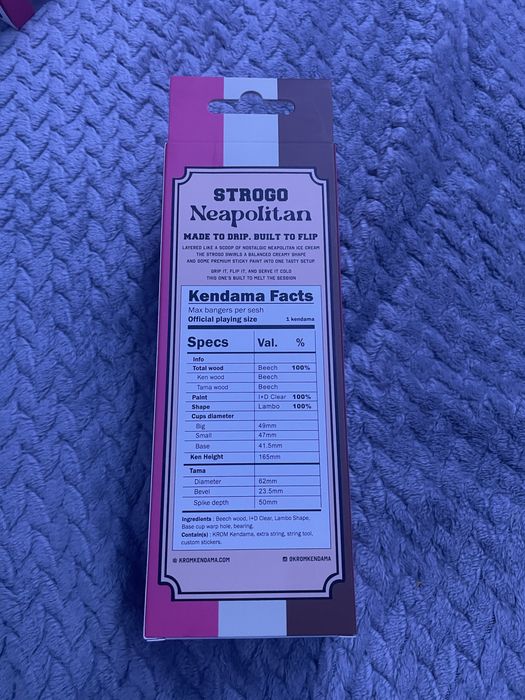 STROGO
Neapolitan
MADE TO DRIP. BUILT TO FLIP
LAYERED LIKE A SCOOP OF NOSTALGIC NEAPOLITAN ICE CREAM
THE STROGO SWIRLS A BALANCED CREAMY SHAPE
AND SOME PREMIUM STICKY PAINT INTO ONE TASTY SETUP
DRIP IT, FLIP IT, AND SERVE IT COLD
THIS ONE'S BUILT TO MELT THE SESSION
Kendama Facts
Max bangers per sesh
Official playing size 1 kendama
Specs Val. %
Info
Total wood Beech 100%
Ken wood Beech
Tama wood Beech
Paint I+D Clear 100%
Shape Lambo 100%
Cups diameter
Big 49mm
Small 47mm
Base 41.5mm
Ken Height 165mm
Tama
Diameter 62mm
Bevel 23.5mm
Spike depth 50mm
Ingredients : Beech wood, I+D Clear, Lambo Shape,
Base cup warp hole, bearing.
Contain(s) : KROM Kendama, extra string, string tool,
custom stickers.
KROMKENDAMA.COM @KROMKENDAMA